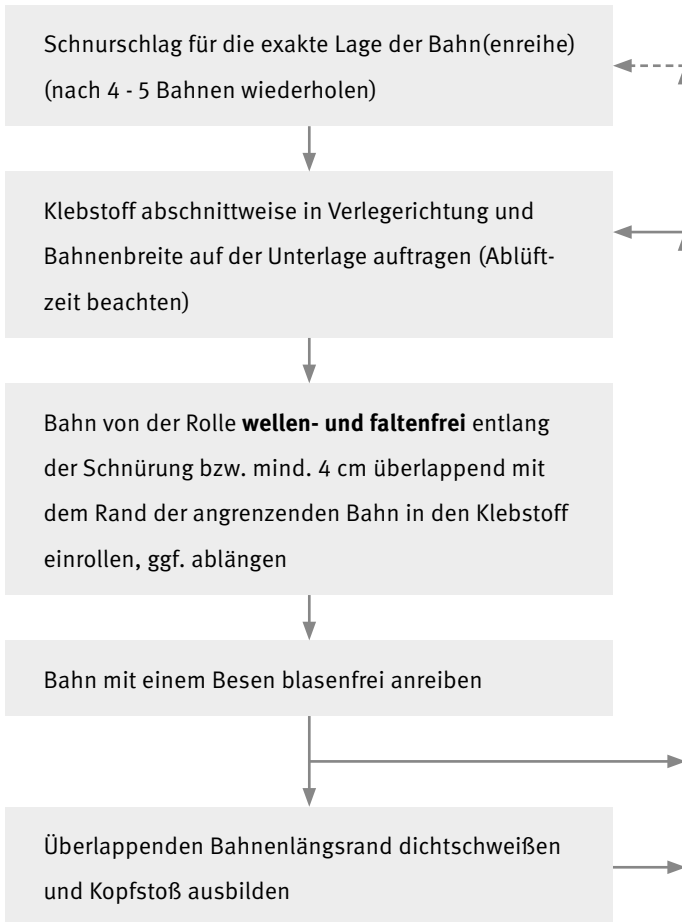 Schnurschlag für die exakte Lage der Bahn(enreihe)
(nach 4 - 5 Bahnen wiederholen)
Klebstoff abschnittweise in Verlegerichtung und
Bahnenbreite auf der Unterlage auftragen (Ablüft-
zeit beachten)
Bahn von der Rolle wellen- und faltenfrei entlang
der Schnürung bzw. mind. 4 cm überlappend mit
dem Rand der angrenzenden Bahn in den Klebstoff
einrollen, ggf. ablängen
Bahn mit einem Besen blasenfrei anreiben
Überlappenden Bahnenlängsrand dichtschweißen
und Kopfstoß ausbilden